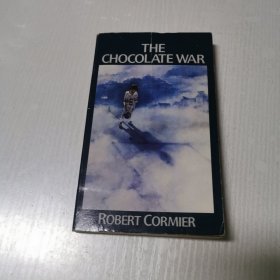 THE
CHOCOLATE WAR
ROBERT CORMIER